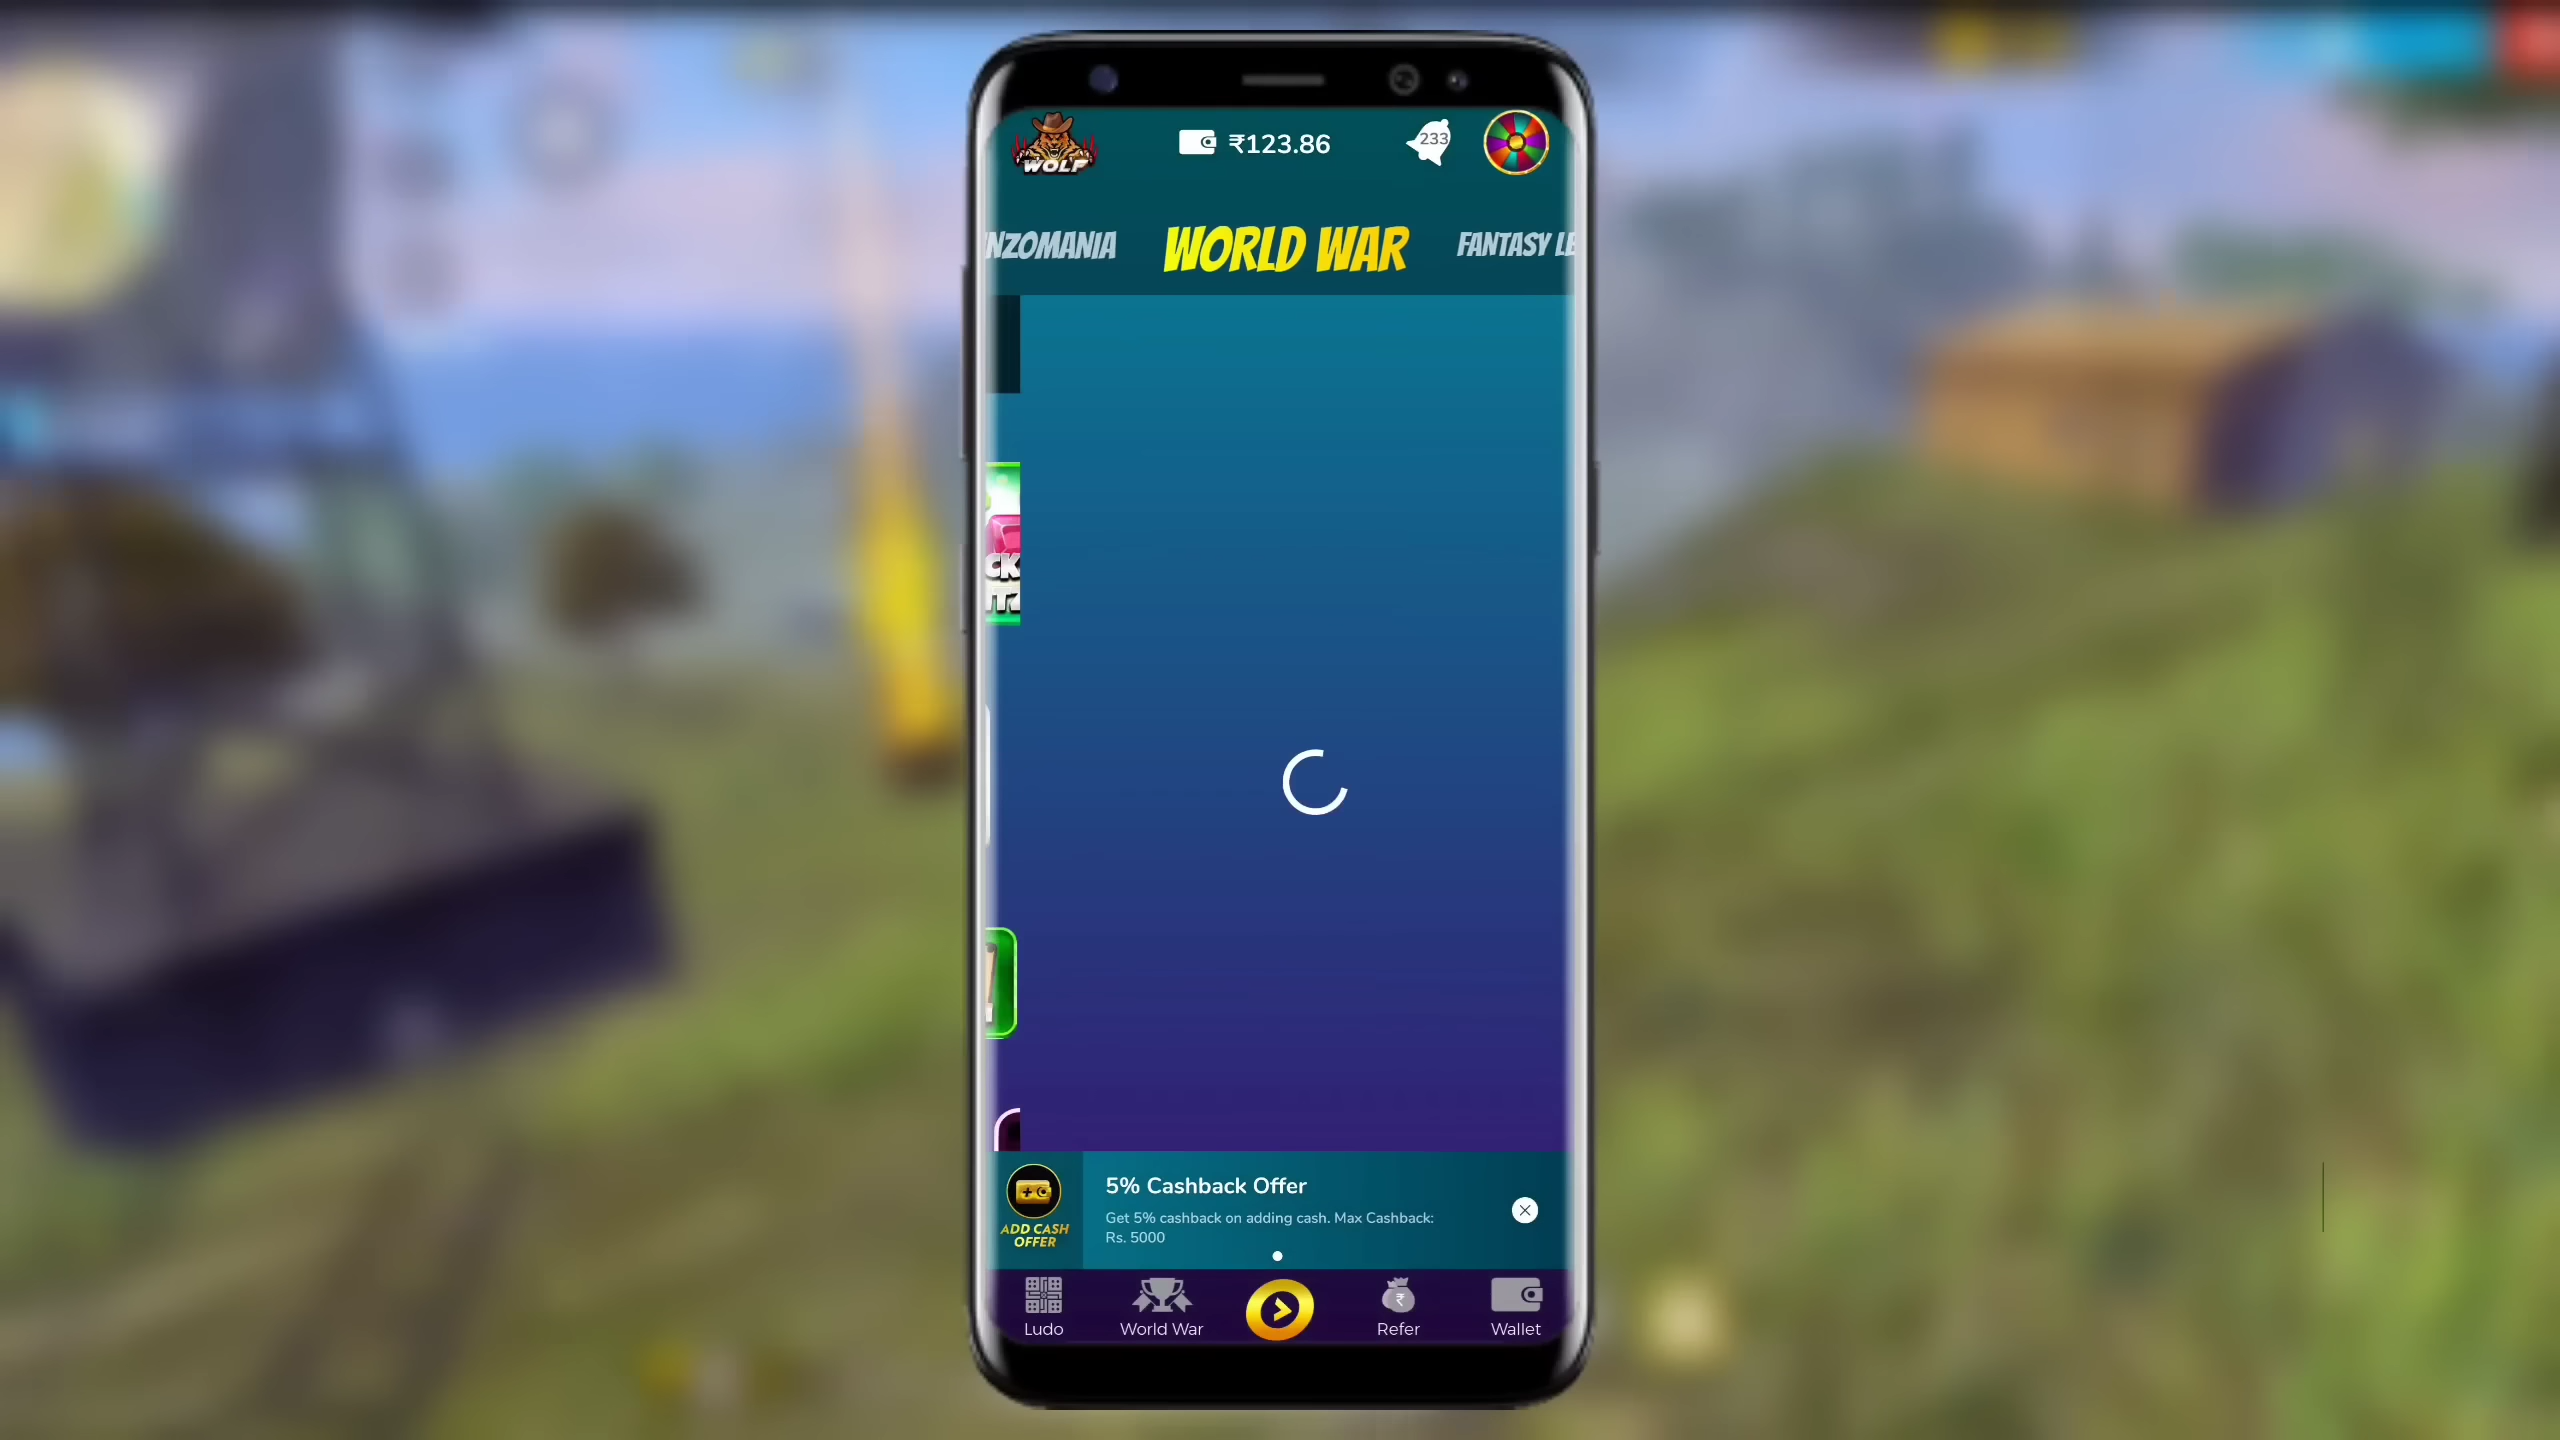 WOLF
₹123.86
233
NZOMANIA
WORLD WAR
FANTASY LE
CK
5% Cashback Offer
Get 5% cashback on adding cash. Max Cashback:
Rs. 5000
ADD CASH
OFFER
Ludo
World War
Refer
Wallet